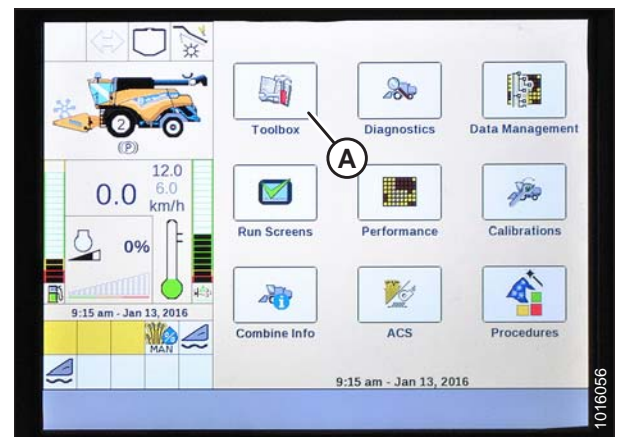 2
(P)
12.0
6.0
0.0
km/h
0%
9:15 am - Jan 13, 2016
MAN
Toolbox
Diagnostics
Data Management
A
Run Screens
Performance
Calibrations
Combine Info
ACS
Procedures
9:15 am - Jan 13, 2016
1016056